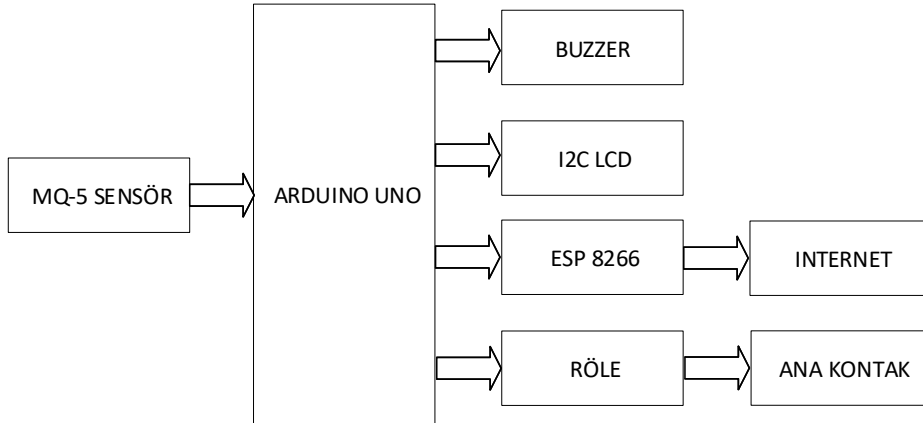 BUZZER
I2C LCD
MQ-5 SENSÖR
ARDUINO UNO
ESP 8266
INTERNET
RÖLE
ANA KONTAK